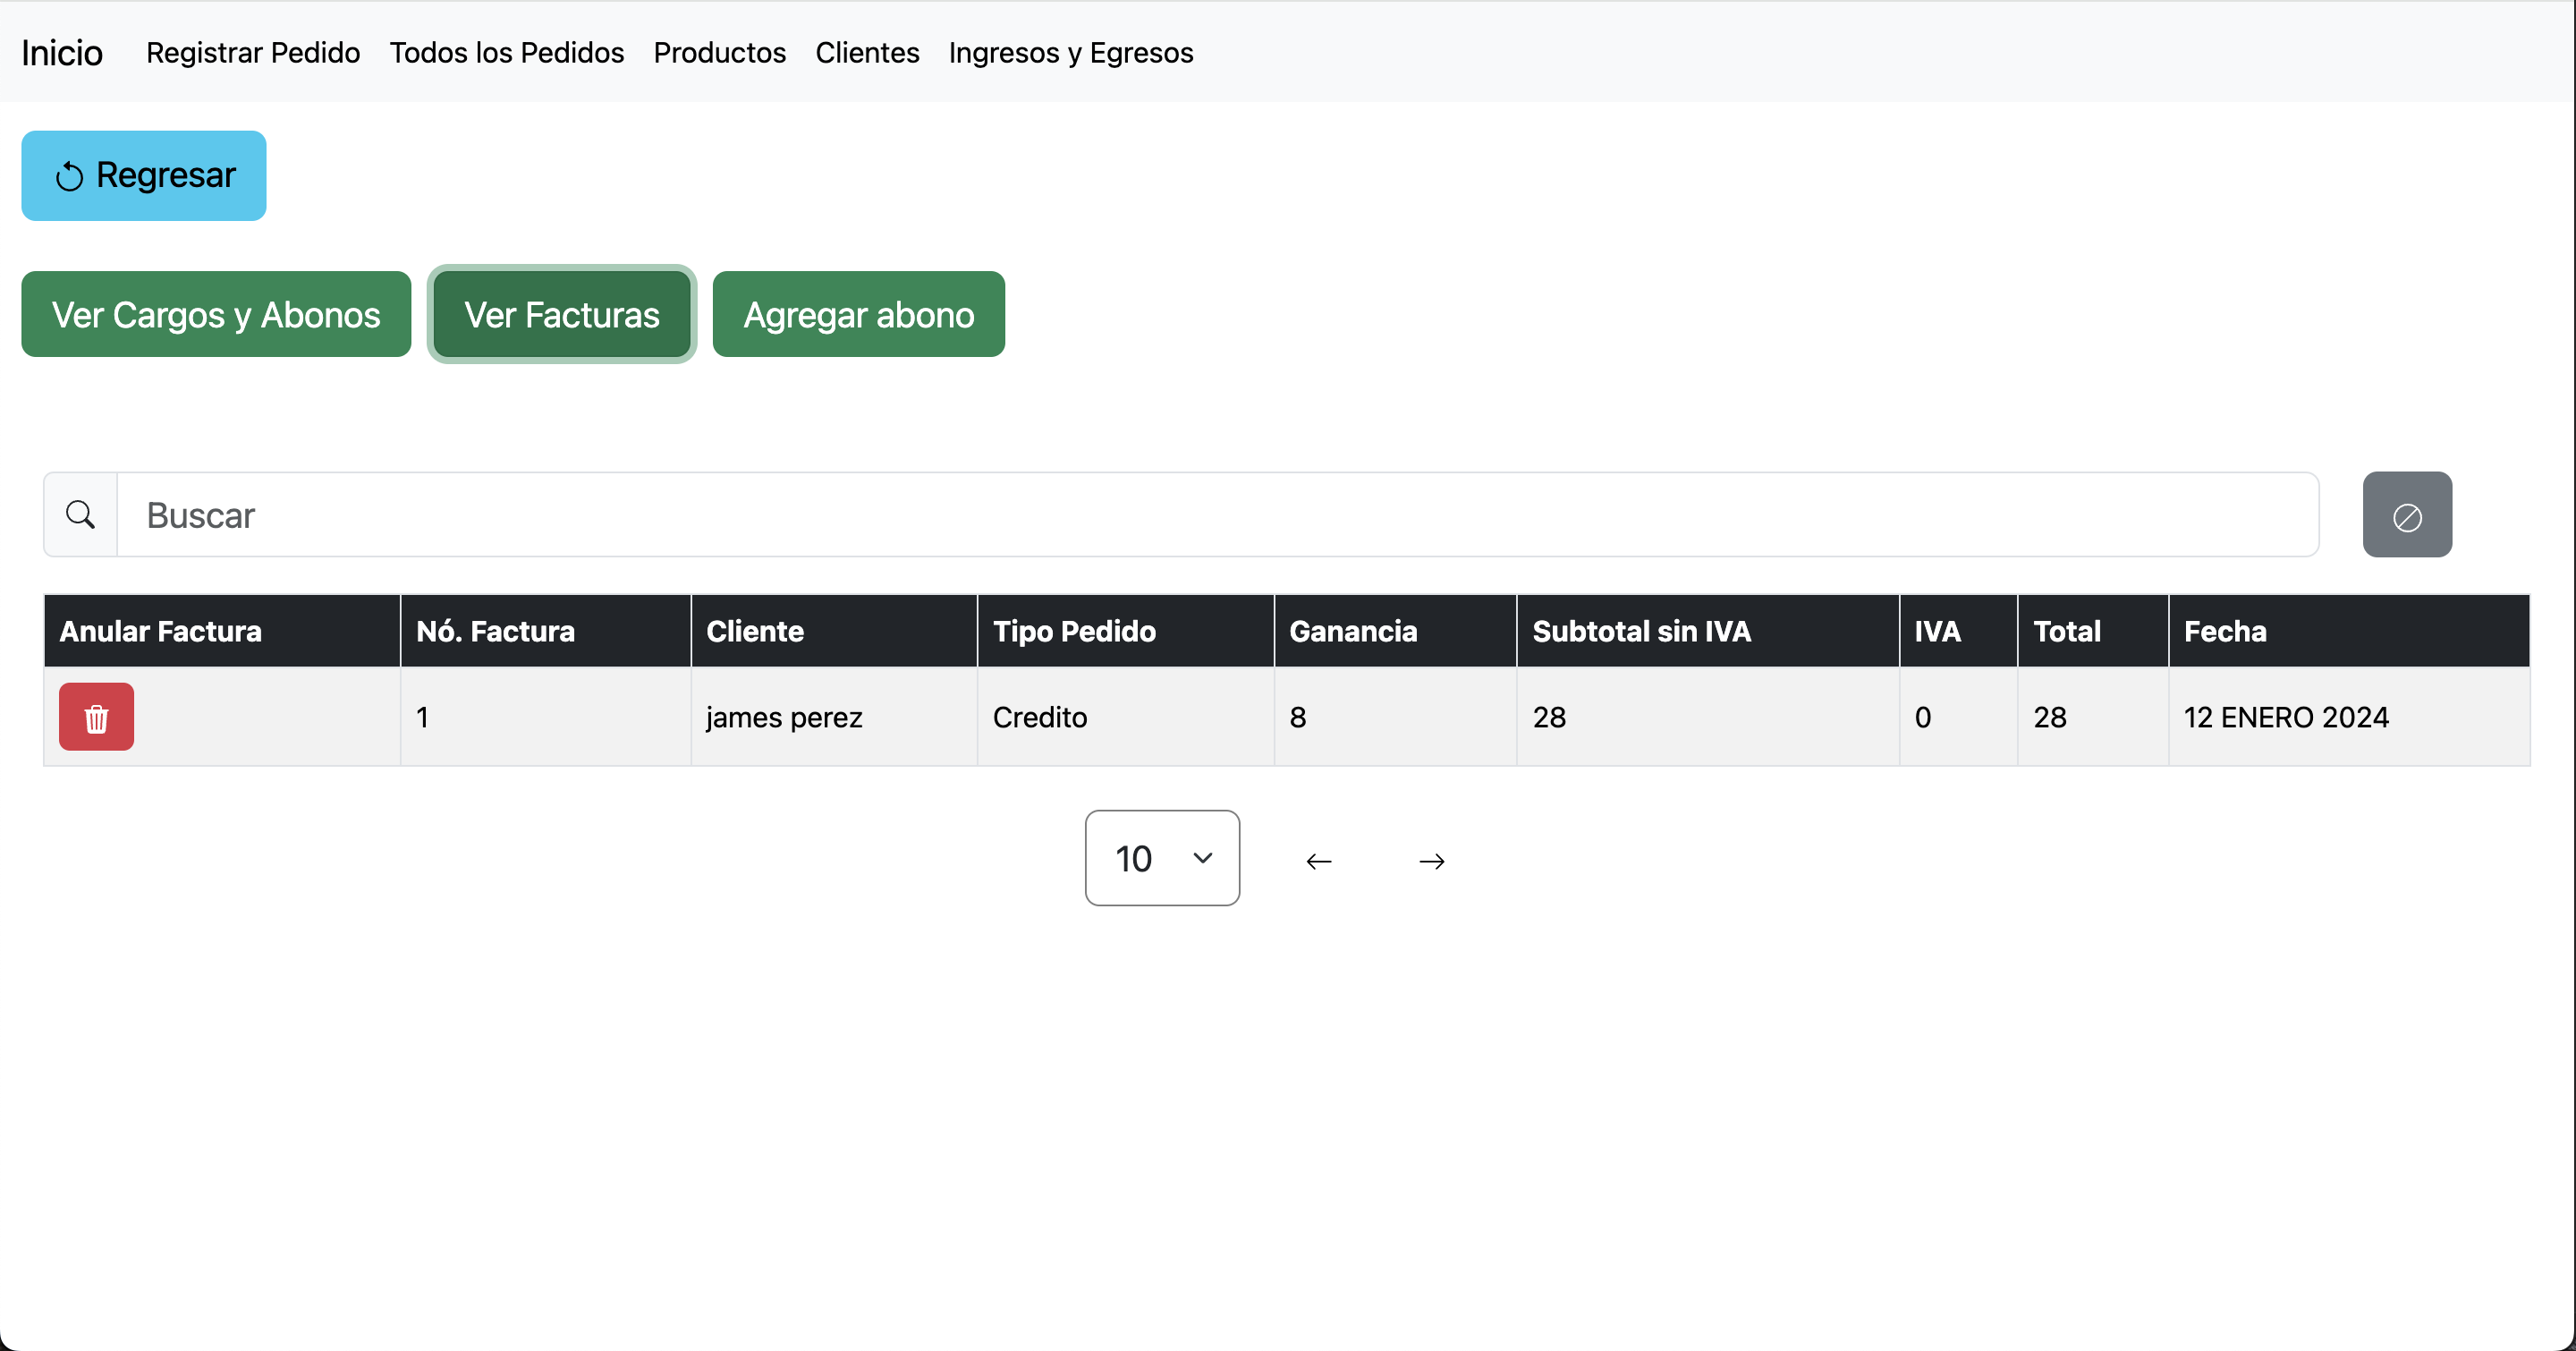 Inicio Registrar Pedido Todos los Pedidos Productos Clientes Ingresos y Egresos
Regresar
Ver Cargos y Abonos Ver Facturas Agregar abono
Buscar
Anular Factura Nó. Factura Cliente Tipo Pedido Ganancia Subtotal sin IVA IVA Total Fecha
1 james perez Credito 8 28 0 28 12 ENERO 2024
10